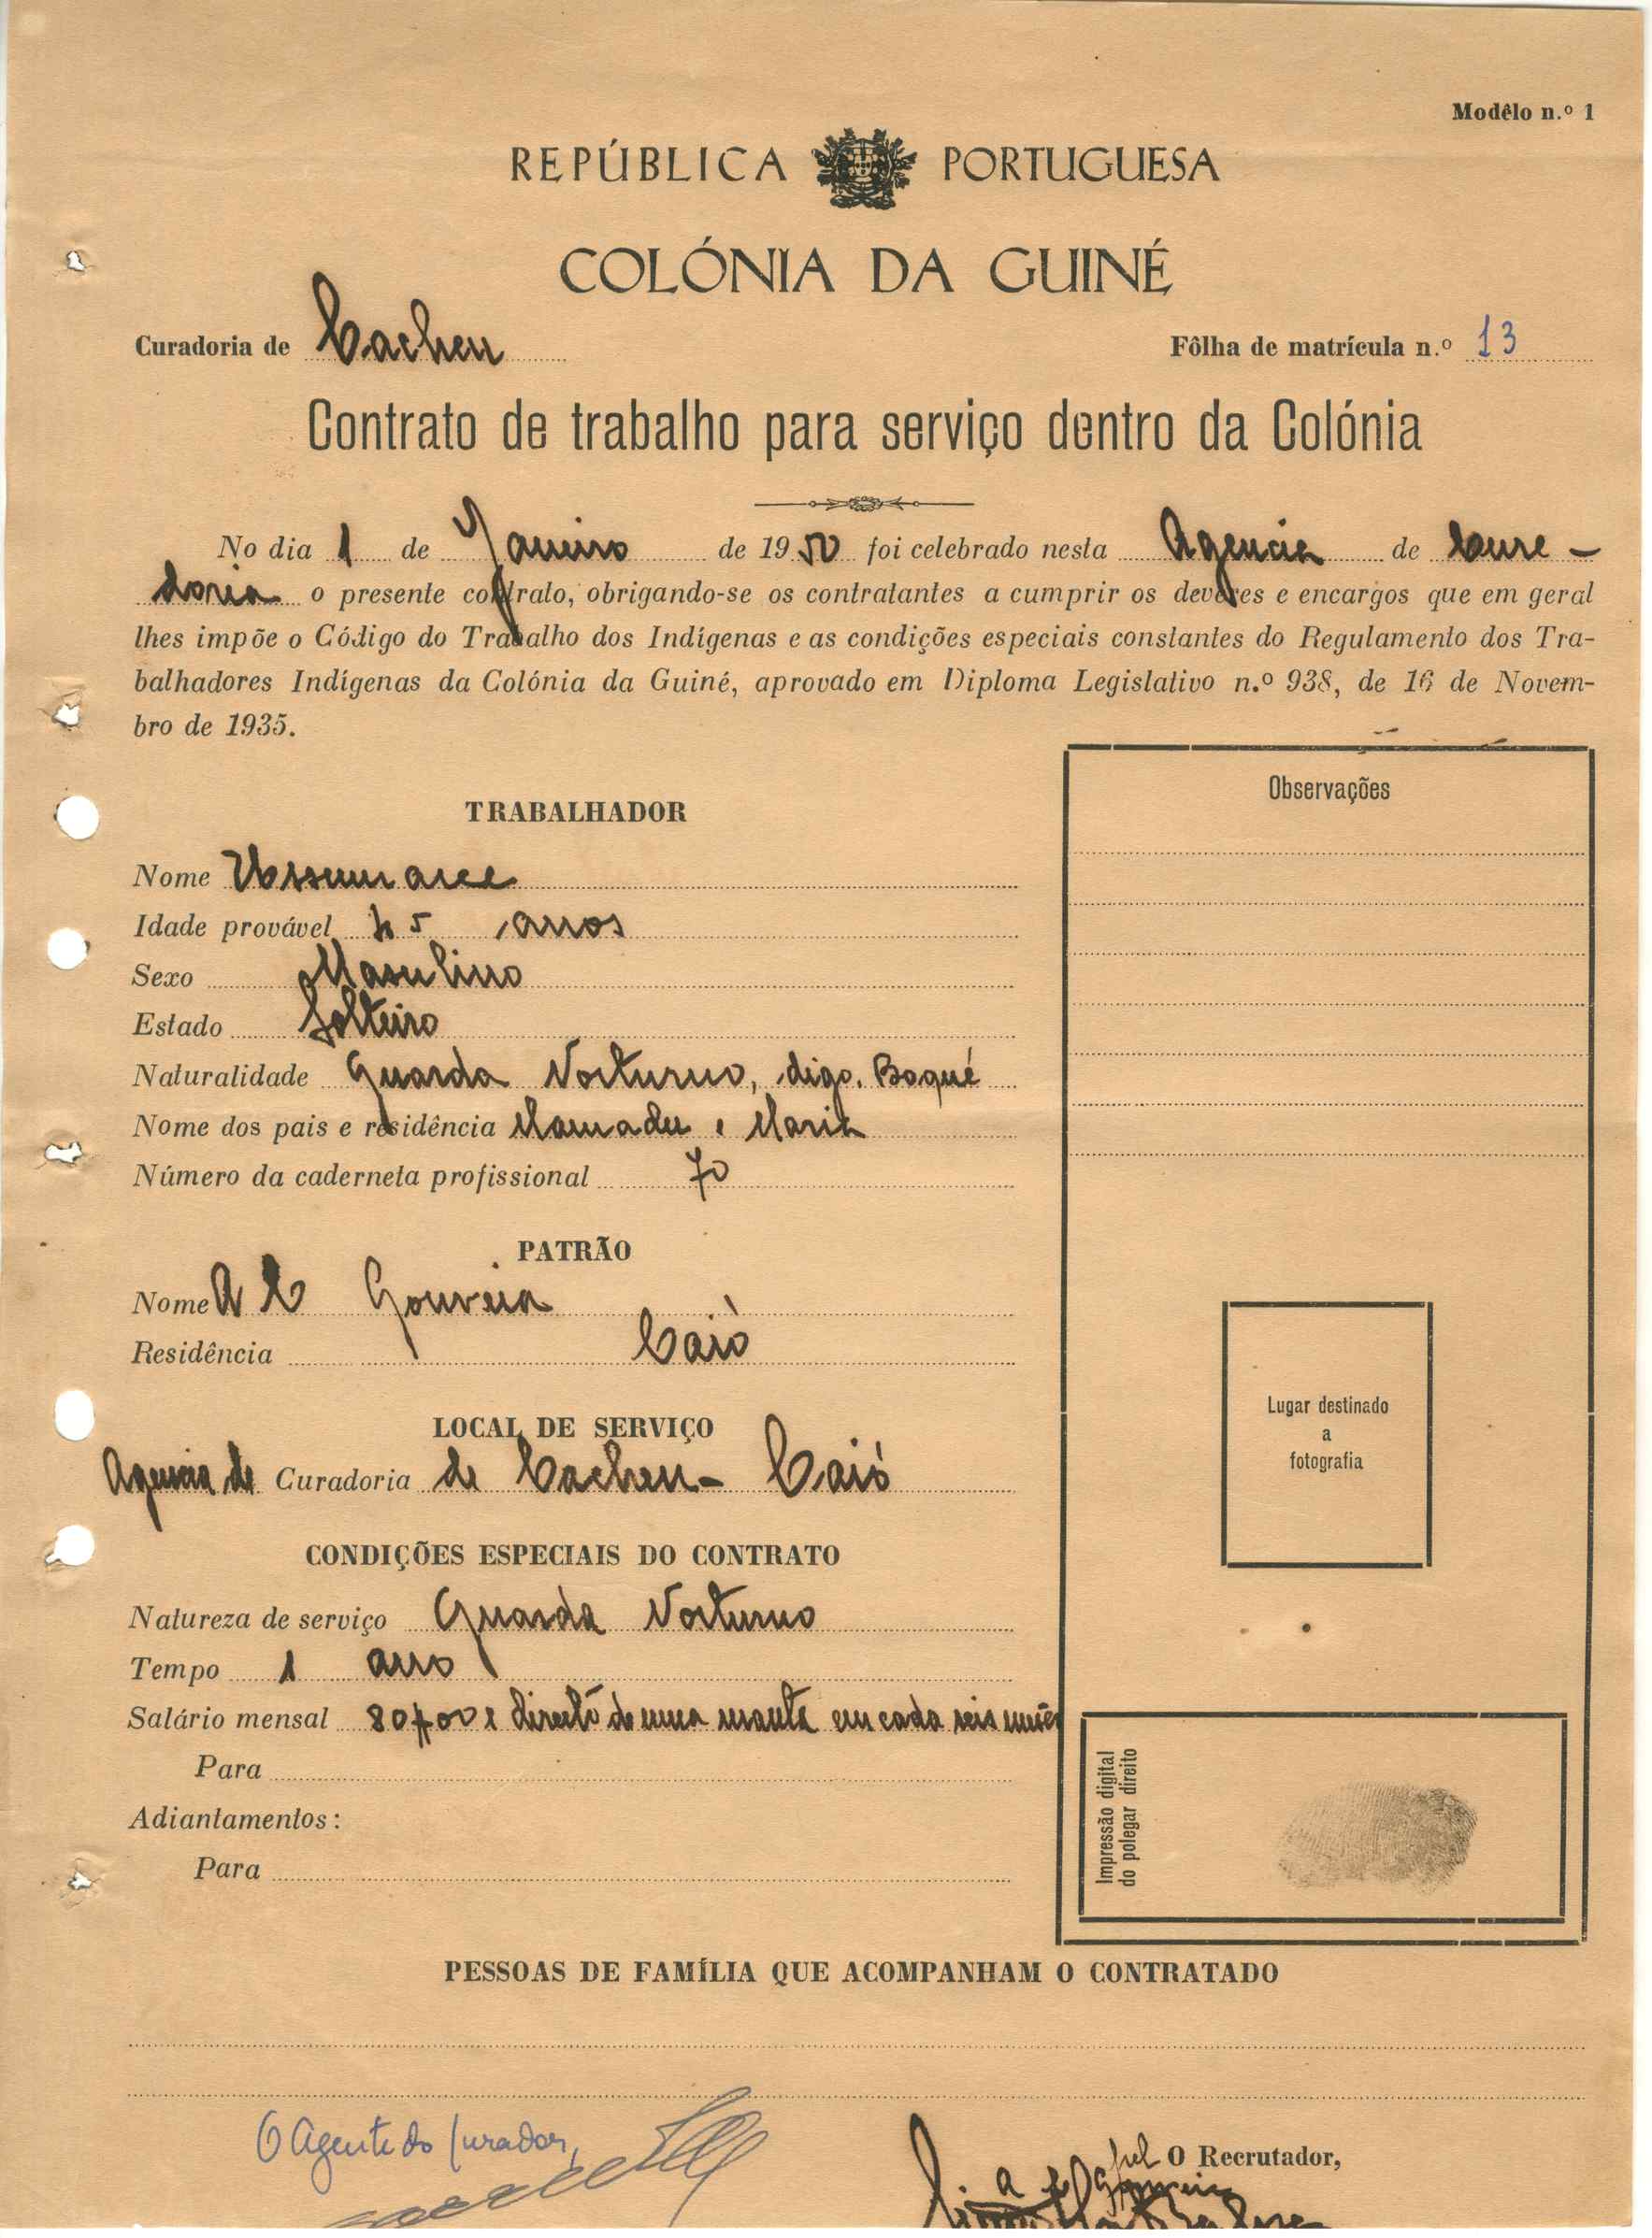 Modêlo n.º 1
REPÚBLICA PORTUGUESA
COLÓNIA DA GUINÉ
Curadoria de Cacheu Fôlha de matrícula n.º 13
Contrato de trabalho para serviço dentro da Colónia
No dia 1 de Janeiro de 1950 foi celebrado nesta Agencia de Cura-
doria o presente contrato, obrigando-se os contratantes a cumprir os deveres e encargos que em geral
lhes impõe o Código do Trabalho dos Indígenas e as condições especiais constantes do Regulamento dos Tra-
balhadores Indígenas da Colónia da Guiné, aprovado em Diploma Legislativo n.º 938, de 16 de Novem-
bro de 1935.
Observações
TRABALHADOR
Nome
Idade provável 45 anos
Sexo Masculino
Estado Solteiro
Naturalidade Guarda Nocturno, digo. Boqué
Nome dos pais e residência Mamadu e Maria
Número da caderneta profissional 70
PATRÃO
Nome A C Gouveia
Residência Caió
LOCAL DE SERVIÇO
Agencia de Curadoria de Cacheu - Caió
Lugar destinado
a
fotografia
CONDIÇÕES ESPECIAIS DO CONTRATO
Natureza de serviço Guarda Nocturno
Tempo 1 ano
Salário mensal 80$00 e direito de uma manta em cada seis meses
Para
Adiantamentos:
Para
Impressão digital
do polegar direito
PESSOAS DE FAMÍLIA QUE ACOMPANHAM O CONTRATADO
O Agente do Curador,
O Recrutador,